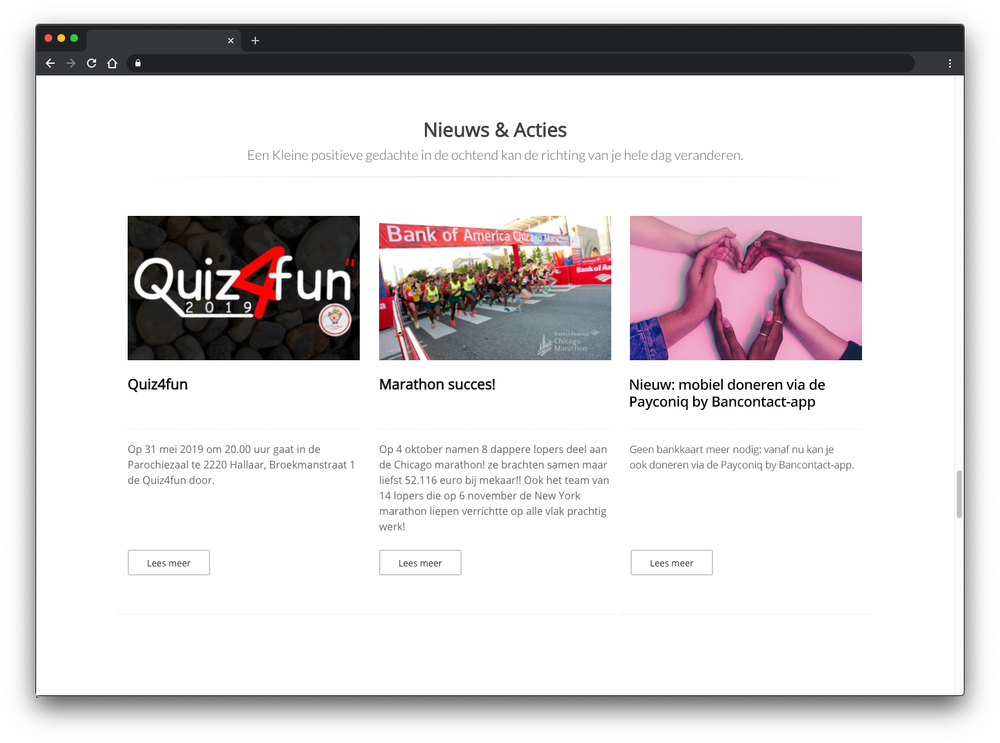 Nieuws & Acties
Een Kleine positieve gedachte in de ochtend kan de richting van je hele dag veranderen.
Quiz4fun"
2019
Bank of America Chicago Marathon
Bank of Am
Bank of America
Chicago
Marathon
Quiz4fun
Marathon succes!
Nieuw: mobiel doneren via de
Payconiq by Bancontact-app
Op 31 mei 2019 om 20.00 uur gaat in de
Parochiezaal te 2220 Hallaar, Broekmanstraat 1
de Quiz4fun door.
Op 4 oktober namen 8 dappere lopers deel aan
de Chicago marathon! ze brachten samen maar
liefst 52.116 euro bij mekaar!! Ook het team van
14 lopers die op 6 november de New York
marathon liepen verrichtte op alle vlak prachtig
werk!
Geen bankkaart meer nodig: vanaf nu kan je
ook doneren via de Payconiq by Bancontact-app.
Lees meer
Lees meer
Lees meer